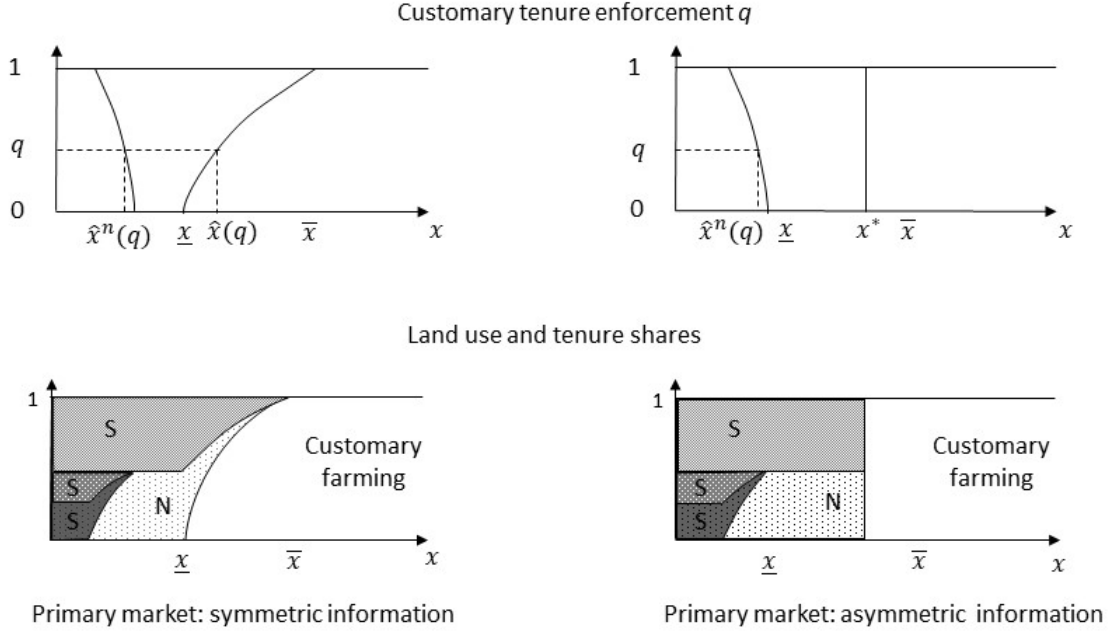 Customary tenure enforcement q
1
q
0
x̂ⁿ(q) x̲ x̂(q) x̅ x
1
q
0
x̂ⁿ(q) x̲ x* x̅ x
Land use and tenure shares
1
S
S
S
N
Customary
farming
x̲ x̅ x
Primary market: symmetric information
1
S
S
S
N
Customary
farming
x̲ x̅ x
Primary market: asymmetric information